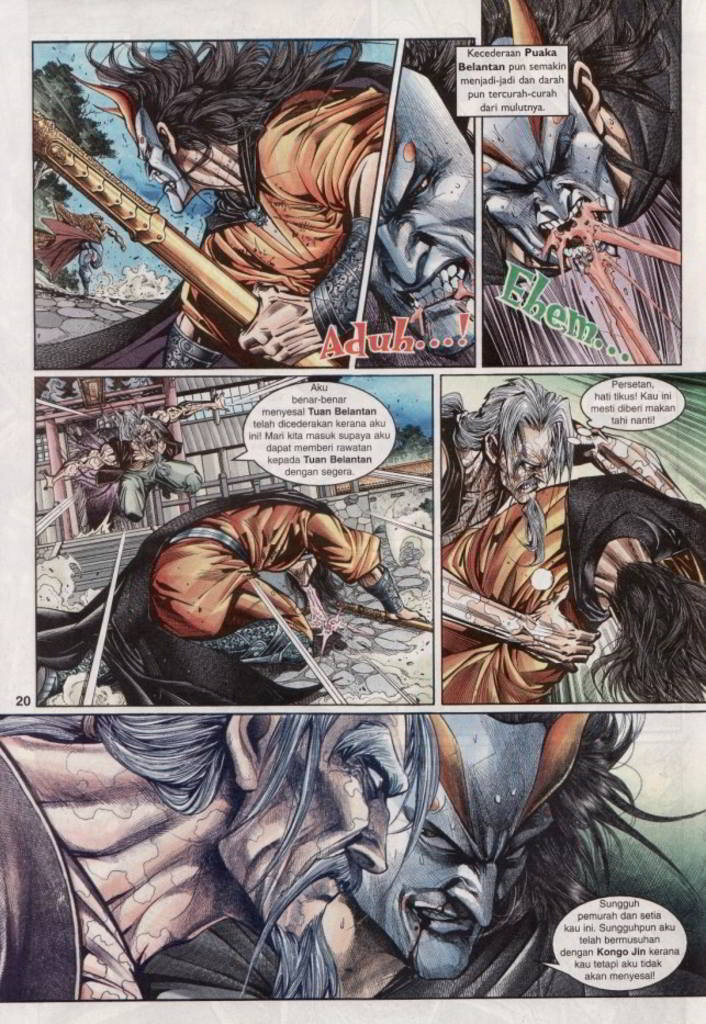 Kecederaan Puaka
Belantan pun semakin
menjadi-jadi dan darah
pun tercurah-curah
dari mulutnya.
Aduh....!
Ehem...
Aku
benar-benar
menyesal Tuan Belantan
telah dicederakan kerana aku
ini! Mari kita masuk supaya aku
dapat memberi rawatan
kepada Tuan Belantan
dengan segera.
Persetan,
hati tikus! Kau ini
mesti diberi makan
tahi nanti!
20
Sungguh
pemurah dan setia
kau ini. Sungguhpun aku
telah bermusuhan
dengan Kongo Jin kerana
kau tetapi aku tidak
akan menyesal!